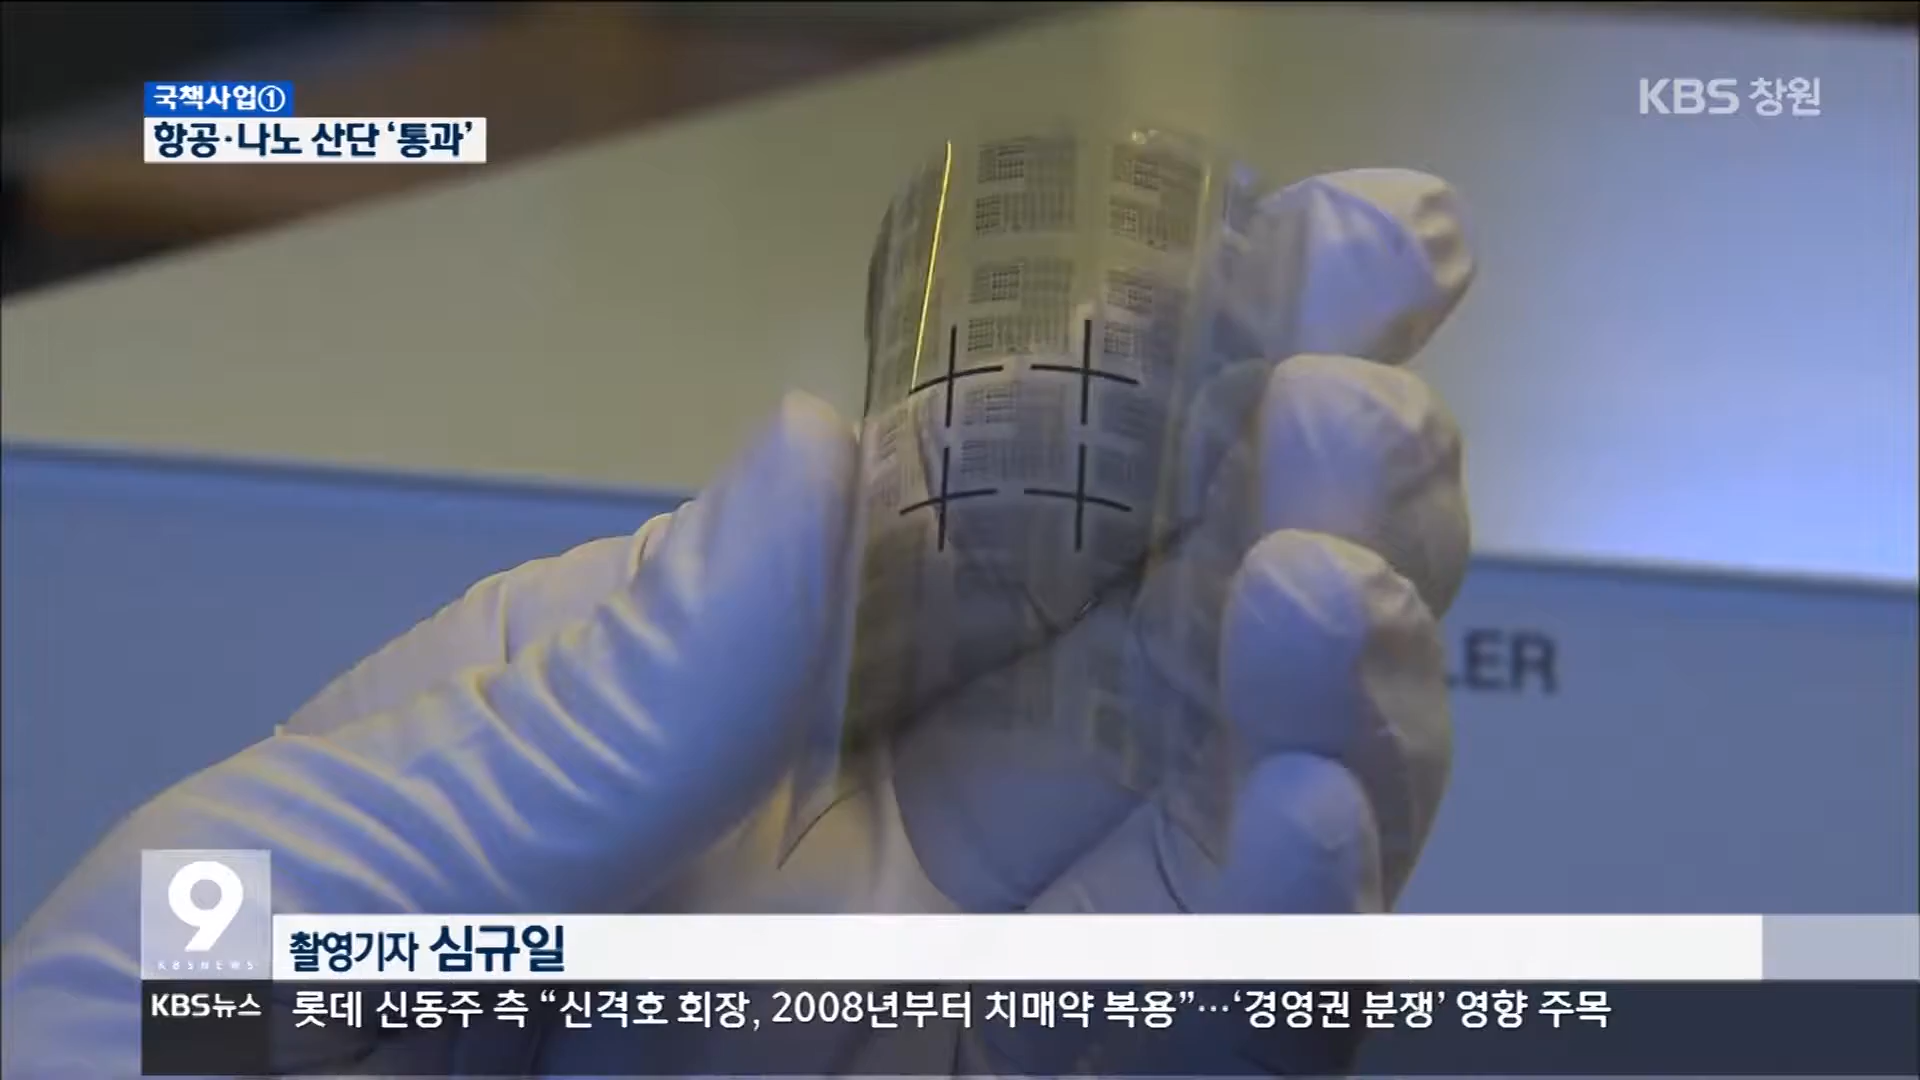 국책사업①
항공·나노 산단 ‘통과’
KBS 창원
LER
9
KBS NEWS
촬영기자 심규일
KBS뉴스
롯데 신동주 측 “신격호 회장, 2008년부터 치매약 복용”…‘경영권 분쟁’ 영향 주목